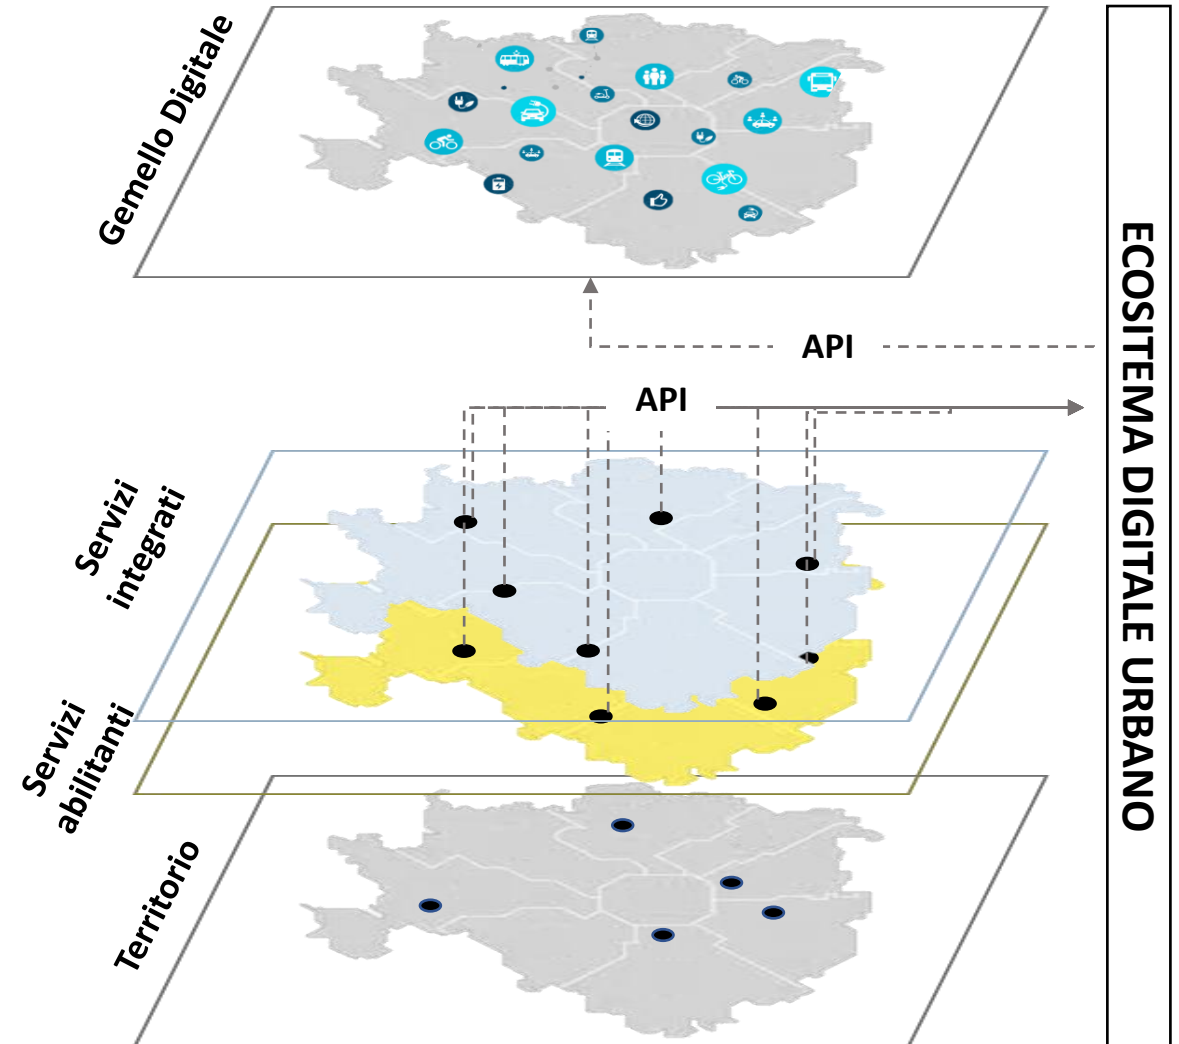 Gemello Digitale
API
API
Servizi
integrati
Servizi
abilitanti
Territorio
ECOSITEMA DIGITALE URBANO